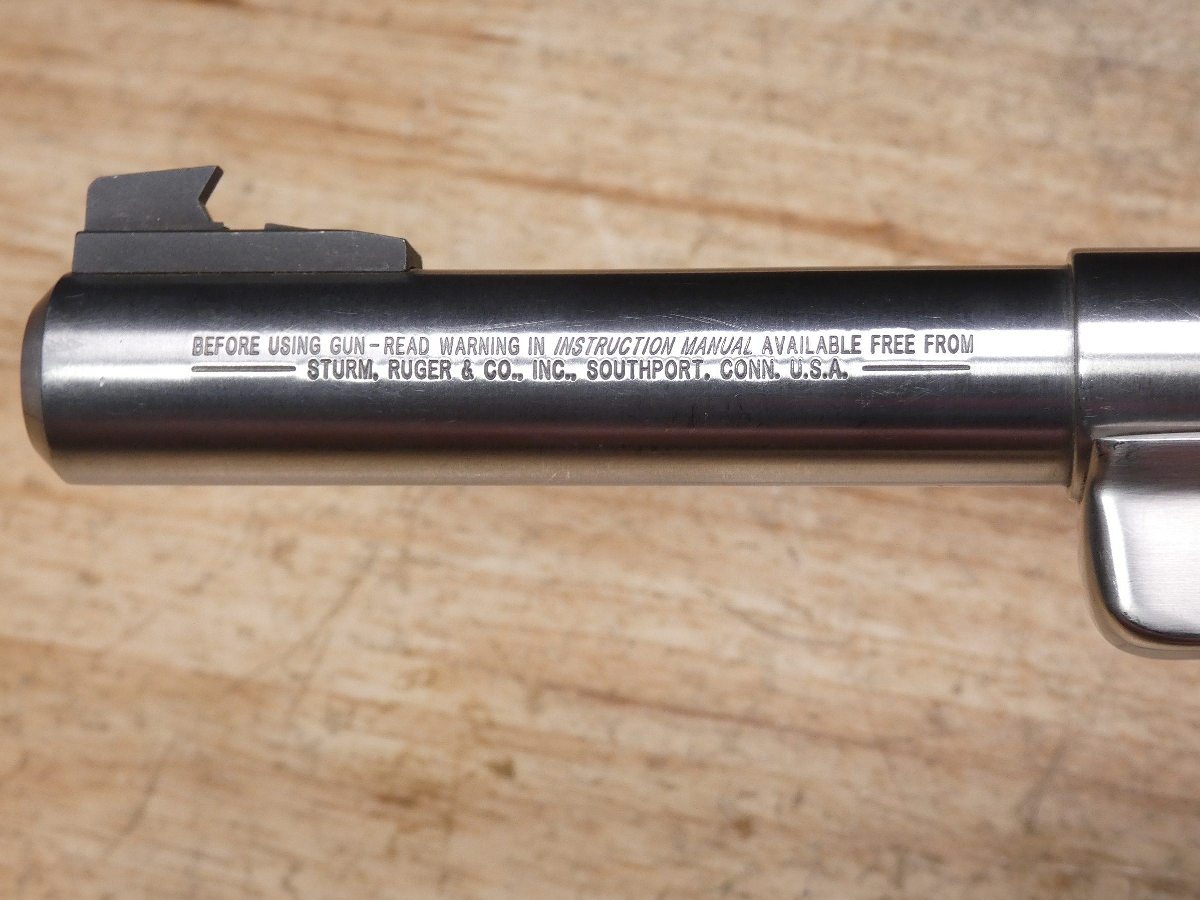 BEFORE USING GUN-READ WARNING IN INSTRUCTION MANUAL AVAILABLE FREE FROM
STURM, RUGER & CO., INC., SOUTHPORT, CONN. U.S.A.